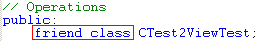 // Operations
public:
friend class CTest2ViewTest;